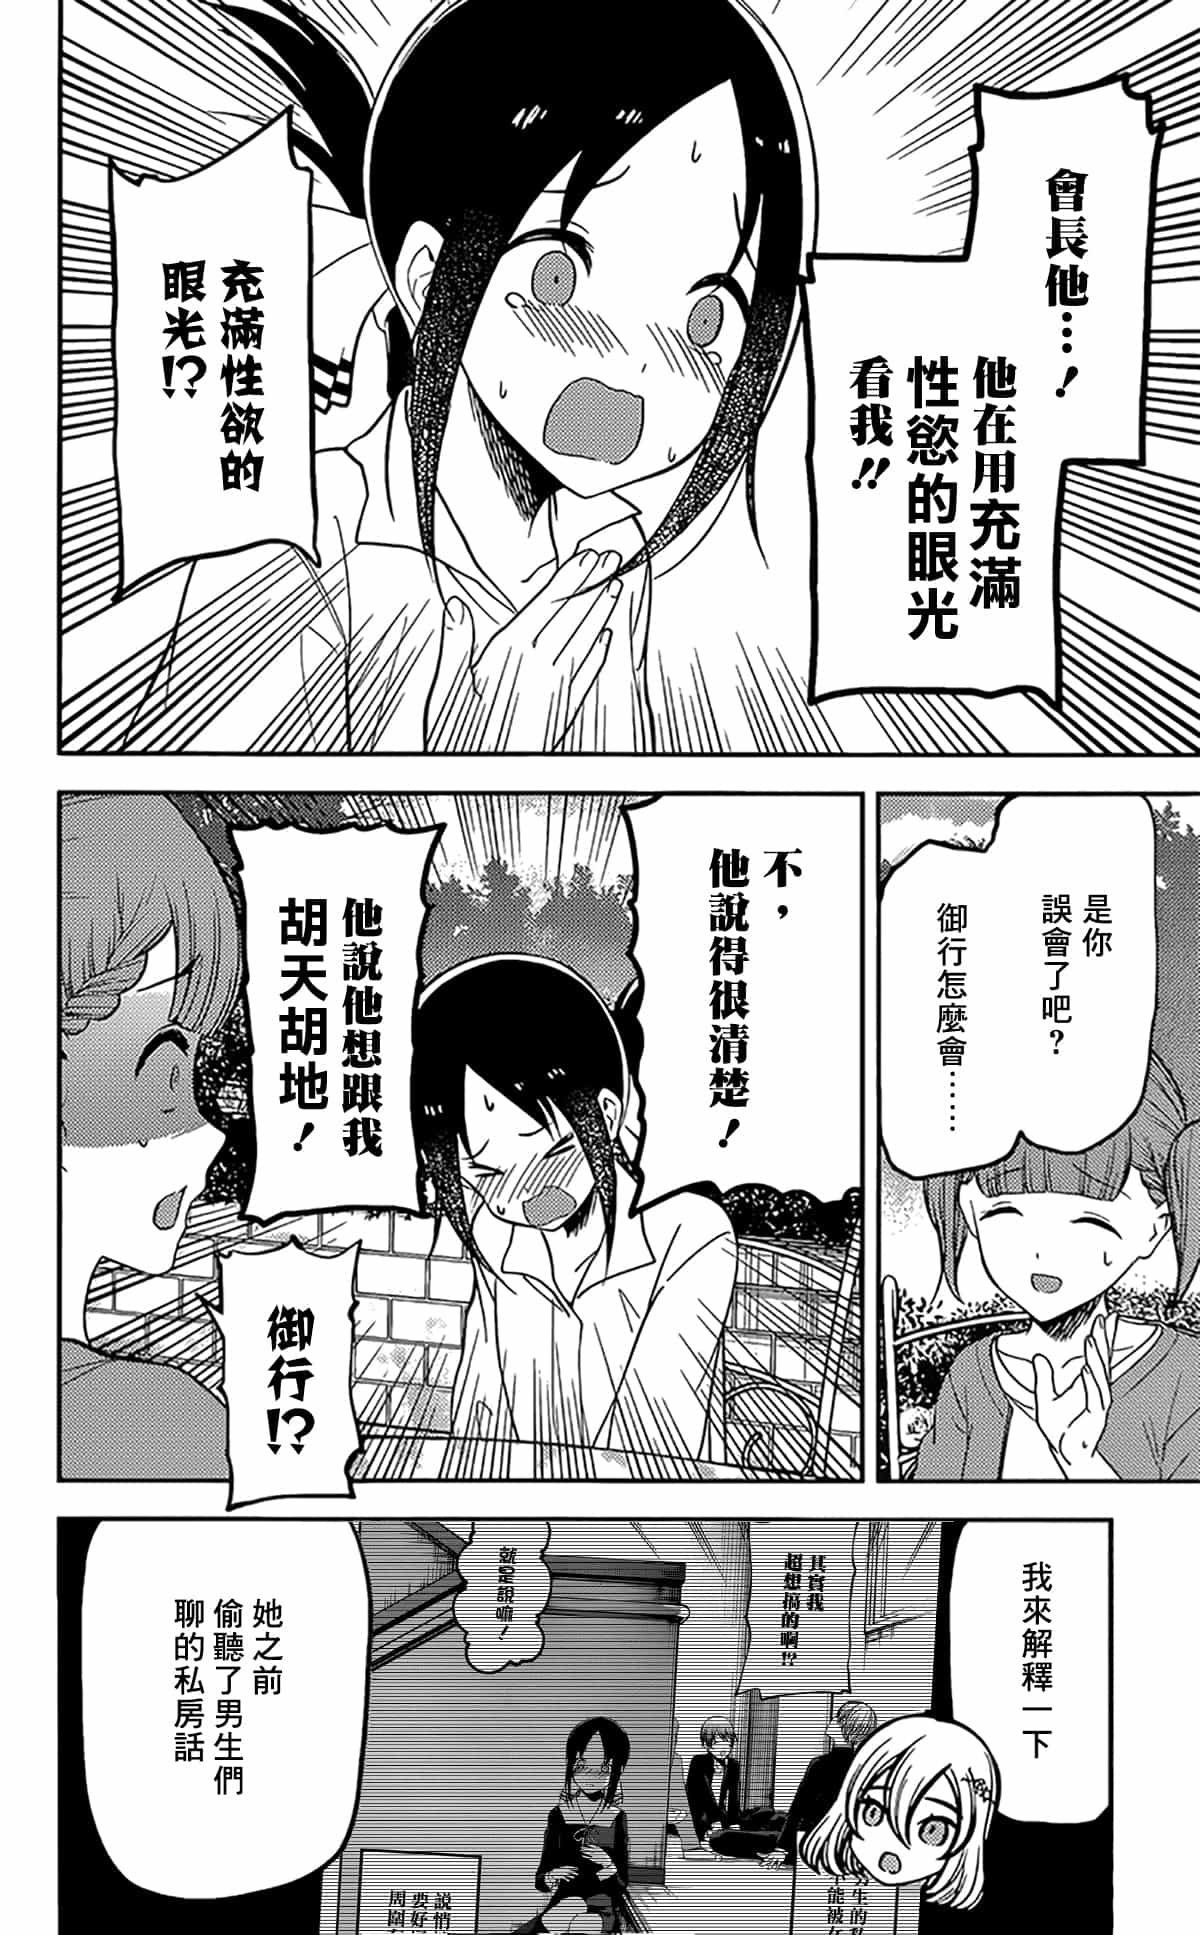 會長他…！
他在用充滿
性慾的眼光
看我!!
充滿性欲的
眼光!?
是你
誤會了吧?
御行怎麼會……
不，
他說得很清楚！
他說他想跟我
胡天胡地！
御行!?
我來解釋一下
其實我
超想搞的啊!?
就是說嘛！
她之前
偷聽了男生們
聊的私房話